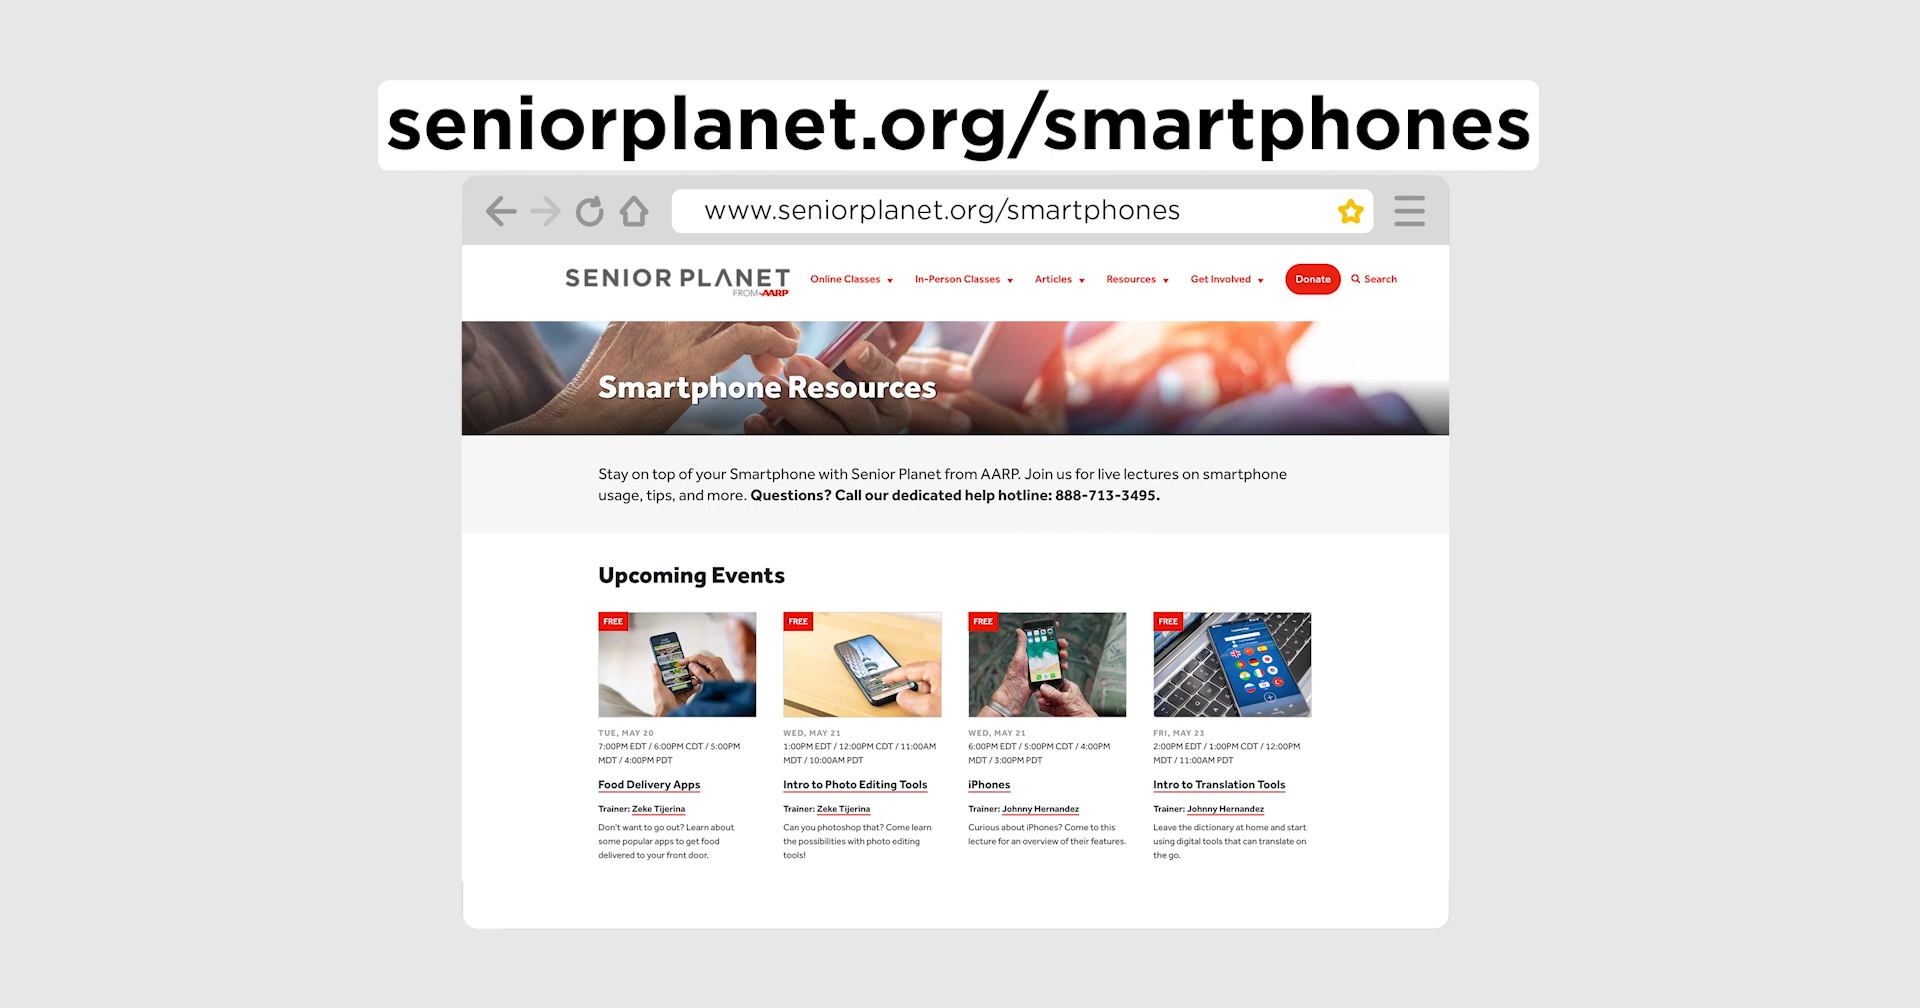 seniorplanet.org/smartphones
www.seniorplanet.org/smartphones
SENIOR PLANET
FROM AARP
Online Classes
In-Person Classes
Articles
Resources
Get Involved
Donate
Search
Smartphone Resources
Stay on top of your Smartphone with Senior Planet from AARP. Join us for live lectures on smartphone
usage, tips, and more. Questions? Call our dedicated help hotline: 888-713-3495.
Upcoming Events
FREE
TUE, MAY 20
7:00PM EDT / 6:00PM CDT / 5:00PM
MDT / 4:00PM PDT
Food Delivery Apps
Trainer: Zeke Tijerina
Don't want to go out? Learn about
some popular apps to get food
delivered to your front door.
FREE
WED, MAY 21
1:00PM EDT / 12:00PM CDT / 11:00AM
MDT / 10:00AM PDT
Intro to Photo Editing Tools
Trainer: Zeke Tijerina
Can you photoshop that? Come learn
the possibilities with photo editing
tools!
FREE
WED, MAY 21
6:00PM EDT / 5:00PM CDT / 4:00PM
MDT / 3:00PM PDT
iPhones
Trainer: Johnny Hernandez
Curious about iPhones? Come to this
lecture for an overview of their features.
FREE
FRI, MAY 23
2:00PM EDT / 1:00PM CDT / 12:00PM
MDT / 11:00AM PDT
Intro to Translation Tools
Trainer: Johnny Hernandez
Leave the dictionary at home and start
using digital tools that can translate on
the go.